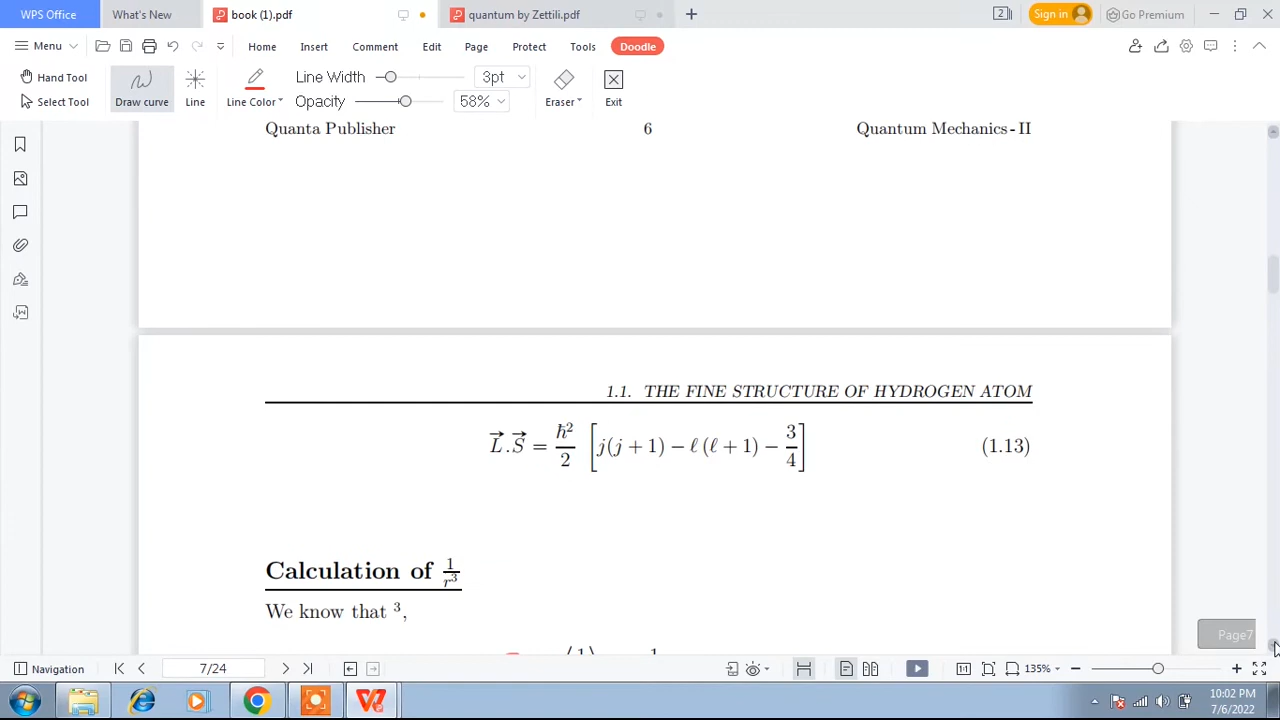 WPS Office
What's New
book (1).pdf
quantum by Zettili.pdf
2
Sign in
Go Premium
Menu
Home
Insert
Comment
Edit
Page
Protect
Tools
Doodle
Hand Tool
Select Tool
Draw curve
Line
Line Color
Line Width
3pt
Opacity
58%
Eraser
Exit
Quanta Publisher 6 Quantum Mechanics - II
1.1. THE FINE STRUCTURE OF HYDROGEN ATOM
L⃗.S⃗ = ħ²/2 [j(j + 1) − ℓ (ℓ + 1) − 3/4] (1.13)
Calculation of 1/r³
We know that ³,
Page7
Navigation
7/24
1:1
135%
10:02 PM
7/6/2022